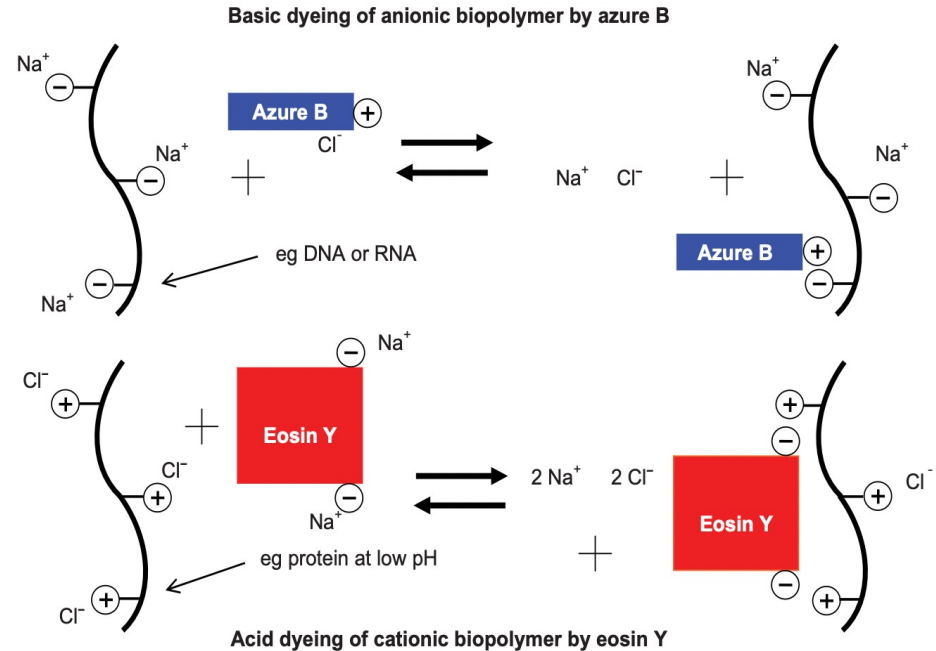 Basic dyeing of anionic biopolymer by azure B
Na⁺
−
Azure B +
Cl⁻
Na⁺
−
+
eg DNA or RNA
−
Na⁺
Na⁺ Cl⁻
+
Na⁺
−
Na⁺
−
Azure B +
−
Cl⁻
+
+
Na⁺
−
Eosin Y
−
Na⁺
Cl⁻
+
eg protein at low pH
+
Cl⁻
2 Na⁺ 2 Cl⁻
+
+
−
Eosin Y
−
Cl⁻
+
+
Acid dyeing of cationic biopolymer by eosin Y